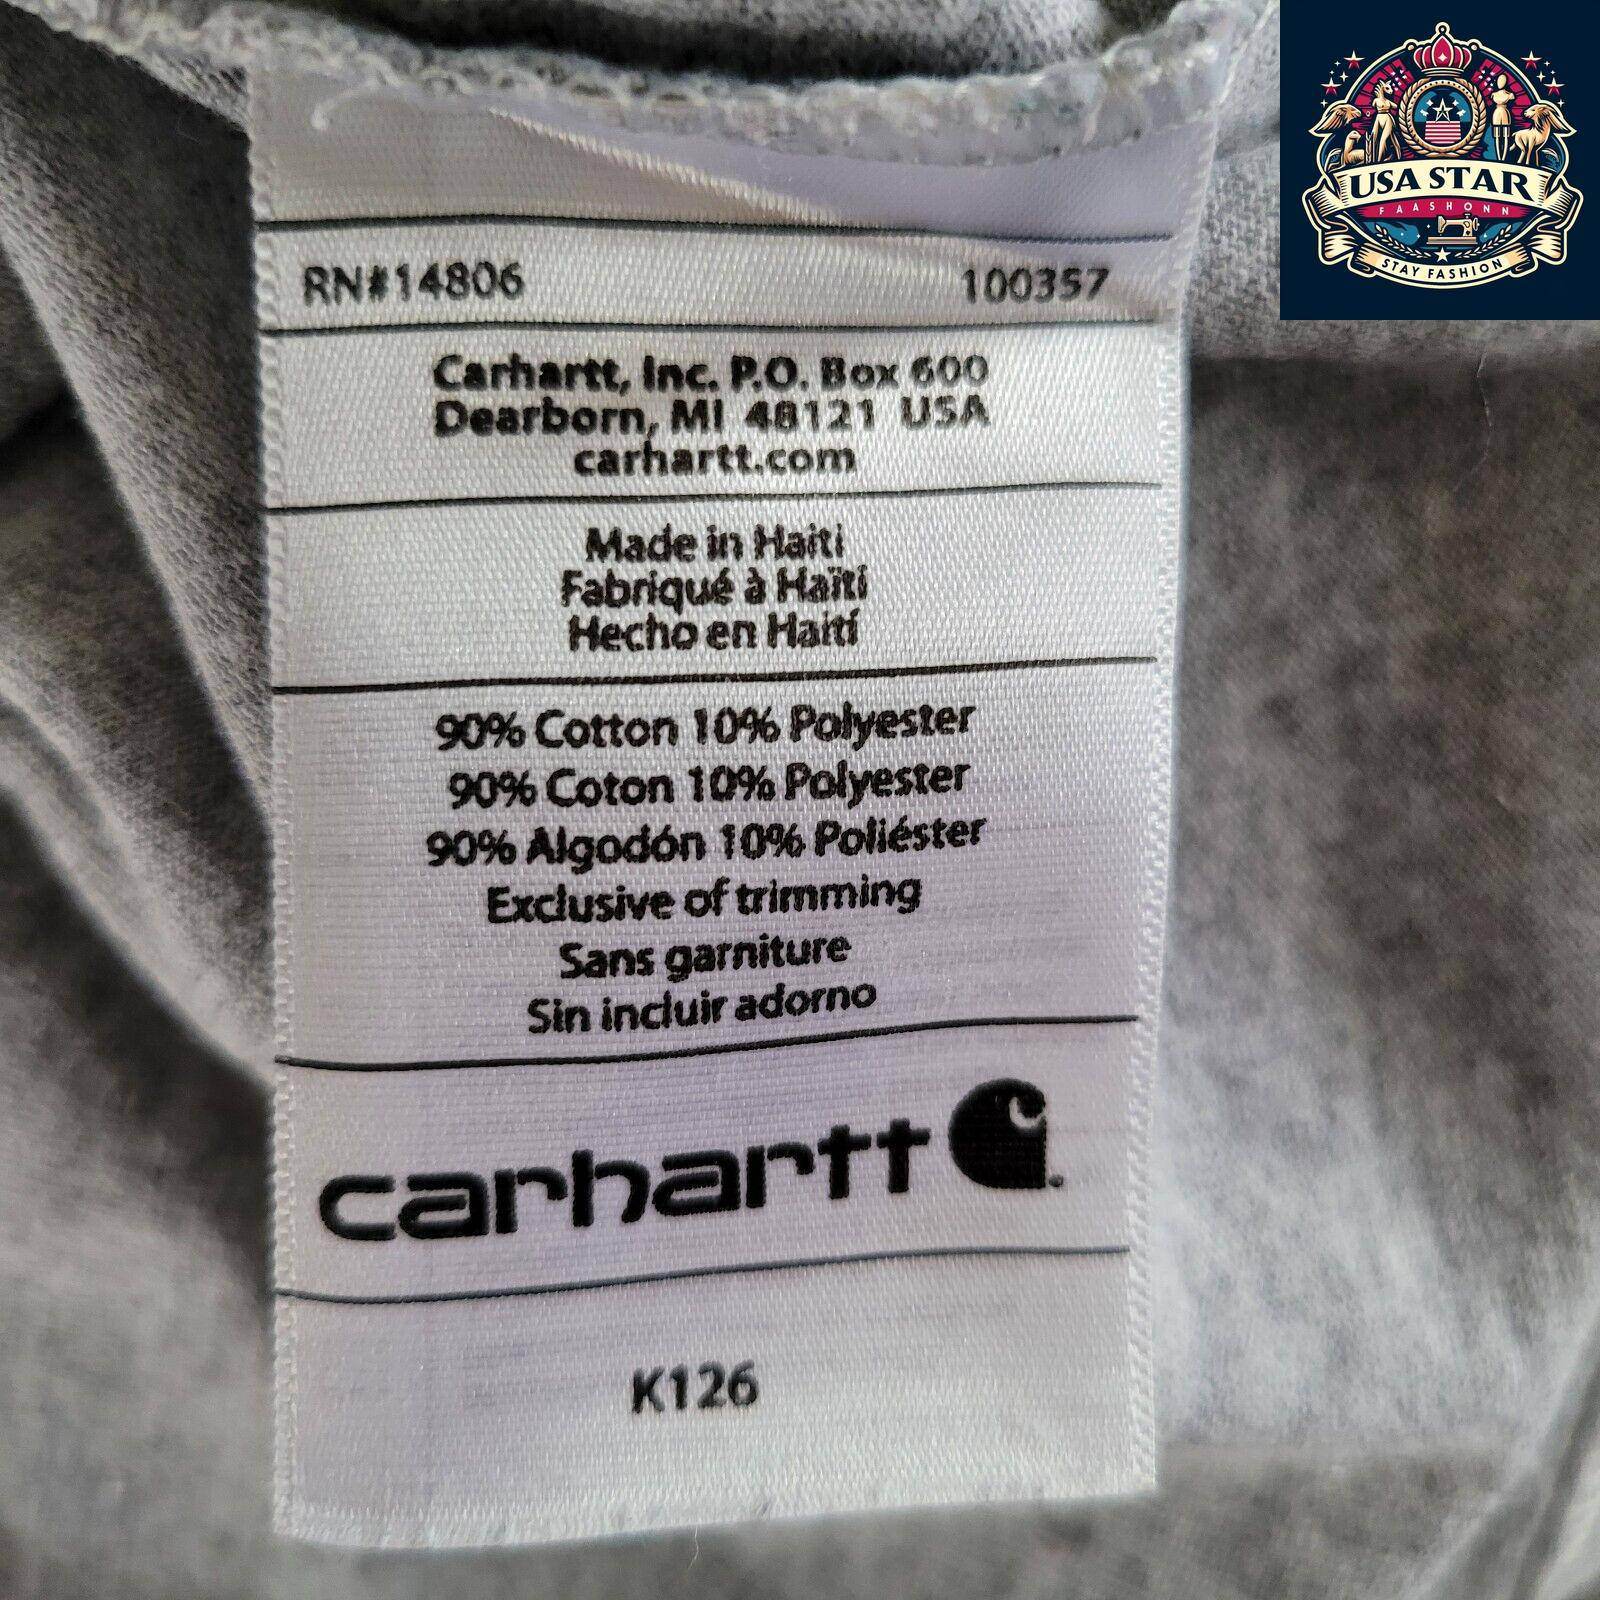 RN#14806 100357
Carhartt, Inc. P.O. Box 600
Dearborn, MI 48121 USA
carhartt.com
Made in Haiti
Fabriqué à Haïti
Hecho en Haití
90% Cotton 10% Polyester
90% Coton 10% Polyester
90% Algodón 10% Poliéster
Exclusive of trimming
Sans garniture
Sin incluir adorno
carhartt
K126
USA STAR
FAASHONN
STAY FASHION